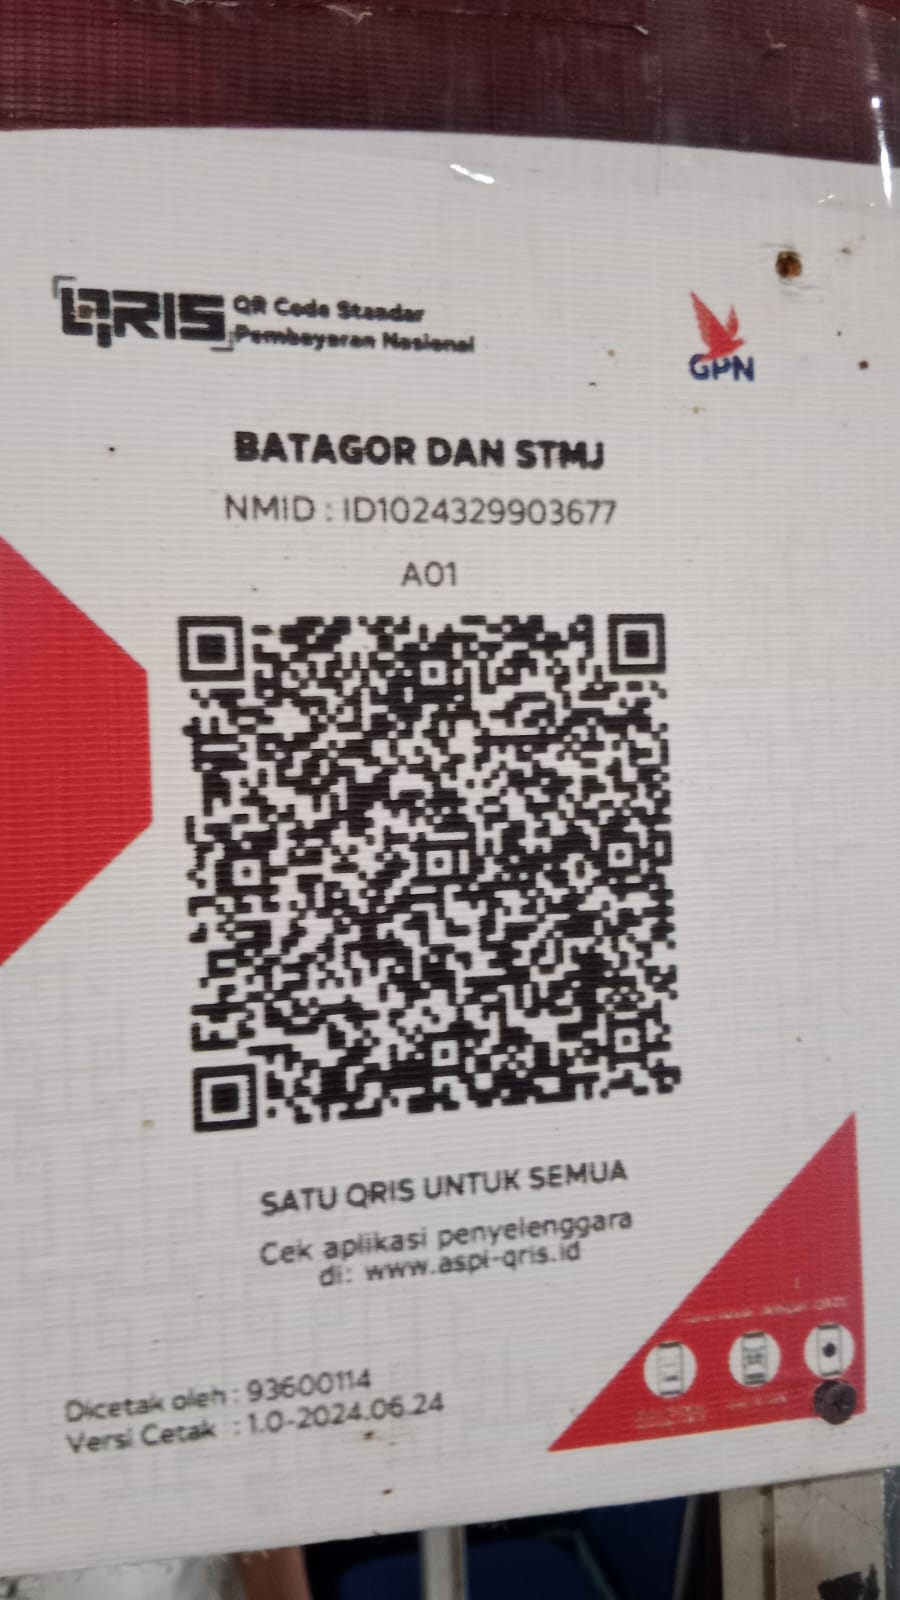 QRIS QR Code Standar
Pembayaran Nasional
GPN
BATAGOR DAN STMJ
NMID : ID1024329903677
A01
SATU QRIS UNTUK SEMUA
Cek aplikasi penyelenggara
di: www.aspi-qris.id
Dicetak oleh : 93600114
Versi Cetak : 1.0-2024.06.24